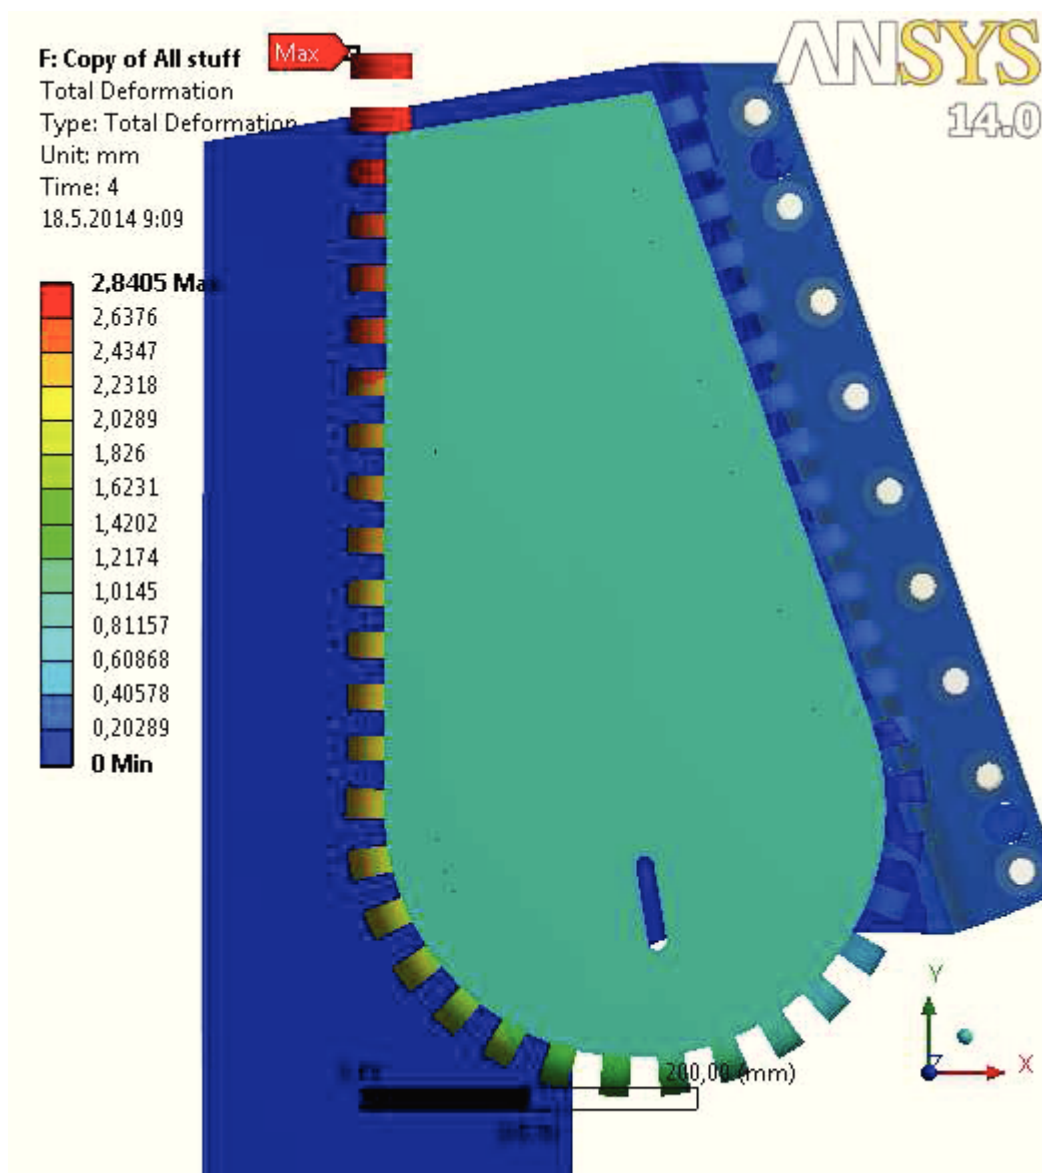 F: Copy of All stuff
Total Deformation
Type: Total Deformation
Unit: mm
Time: 4
18.5.2014 9:09
Max
ANSYS
14.0
2,8405 Max
2,6376
2,4347
2,2318
2,0289
1,826
1,6231
1,4202
1,2174
1,0145
0,81157
0,60868
0,40578
0,20289
0 Min
200,00 (mm)
Y
Z
X